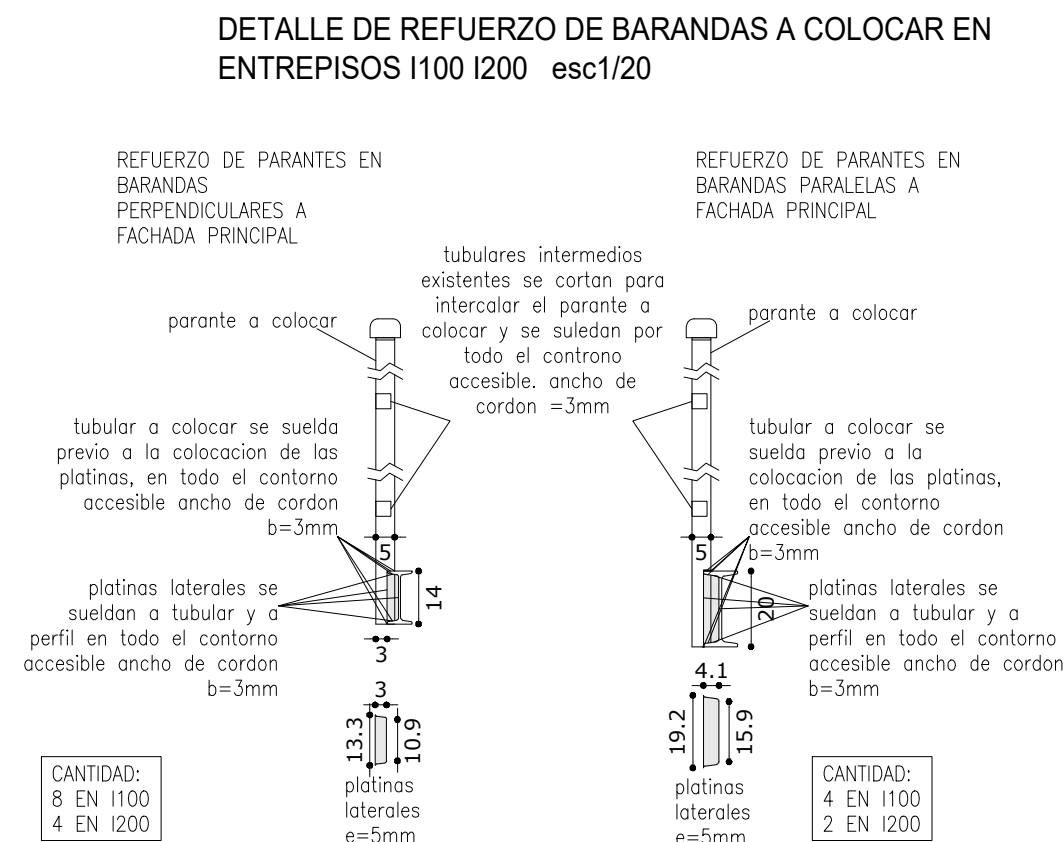 DETALLE DE REFUERZO DE BARANDAS A COLOCAR EN
ENTREPISOS I100 I200 esc1/20
REFUERZO DE PARANTES EN
BARANDAS
PERPENDICULARES A
FACHADA PRINCIPAL
REFUERZO DE PARANTES EN
BARANDAS PARALELAS A
FACHADA PRINCIPAL
tubulares intermedios
existentes se cortan para
intercalar el parante a
colocar y se suledan por
todo el controno
accesible. ancho de
cordon =3mm
parante a colocar
parante a colocar
tubular a colocar se suelda
previo a la colocacion de las
platinas, en todo el contorno
accesible ancho de cordon
b=3mm
tubular a colocar se
suelda previo a la
colocacion de las platinas,
en todo el contorno
accesible ancho de cordon
b=3mm
5
5
platinas laterales se
sueldan a tubular y a
perfil en todo el contorno
accesible ancho de cordon
b=3mm
14
3
20
platinas laterales se
sueldan a tubular y a
perfil en todo el contorno
accesible ancho de cordon
b=3mm
3
13.3
10.9
platinas
laterales
e=5mm
4.1
19.2
15.9
platinas
laterales
e=5mm
CANTIDAD:
8 EN I100
4 EN I200
CANTIDAD:
4 EN I100
2 EN I200